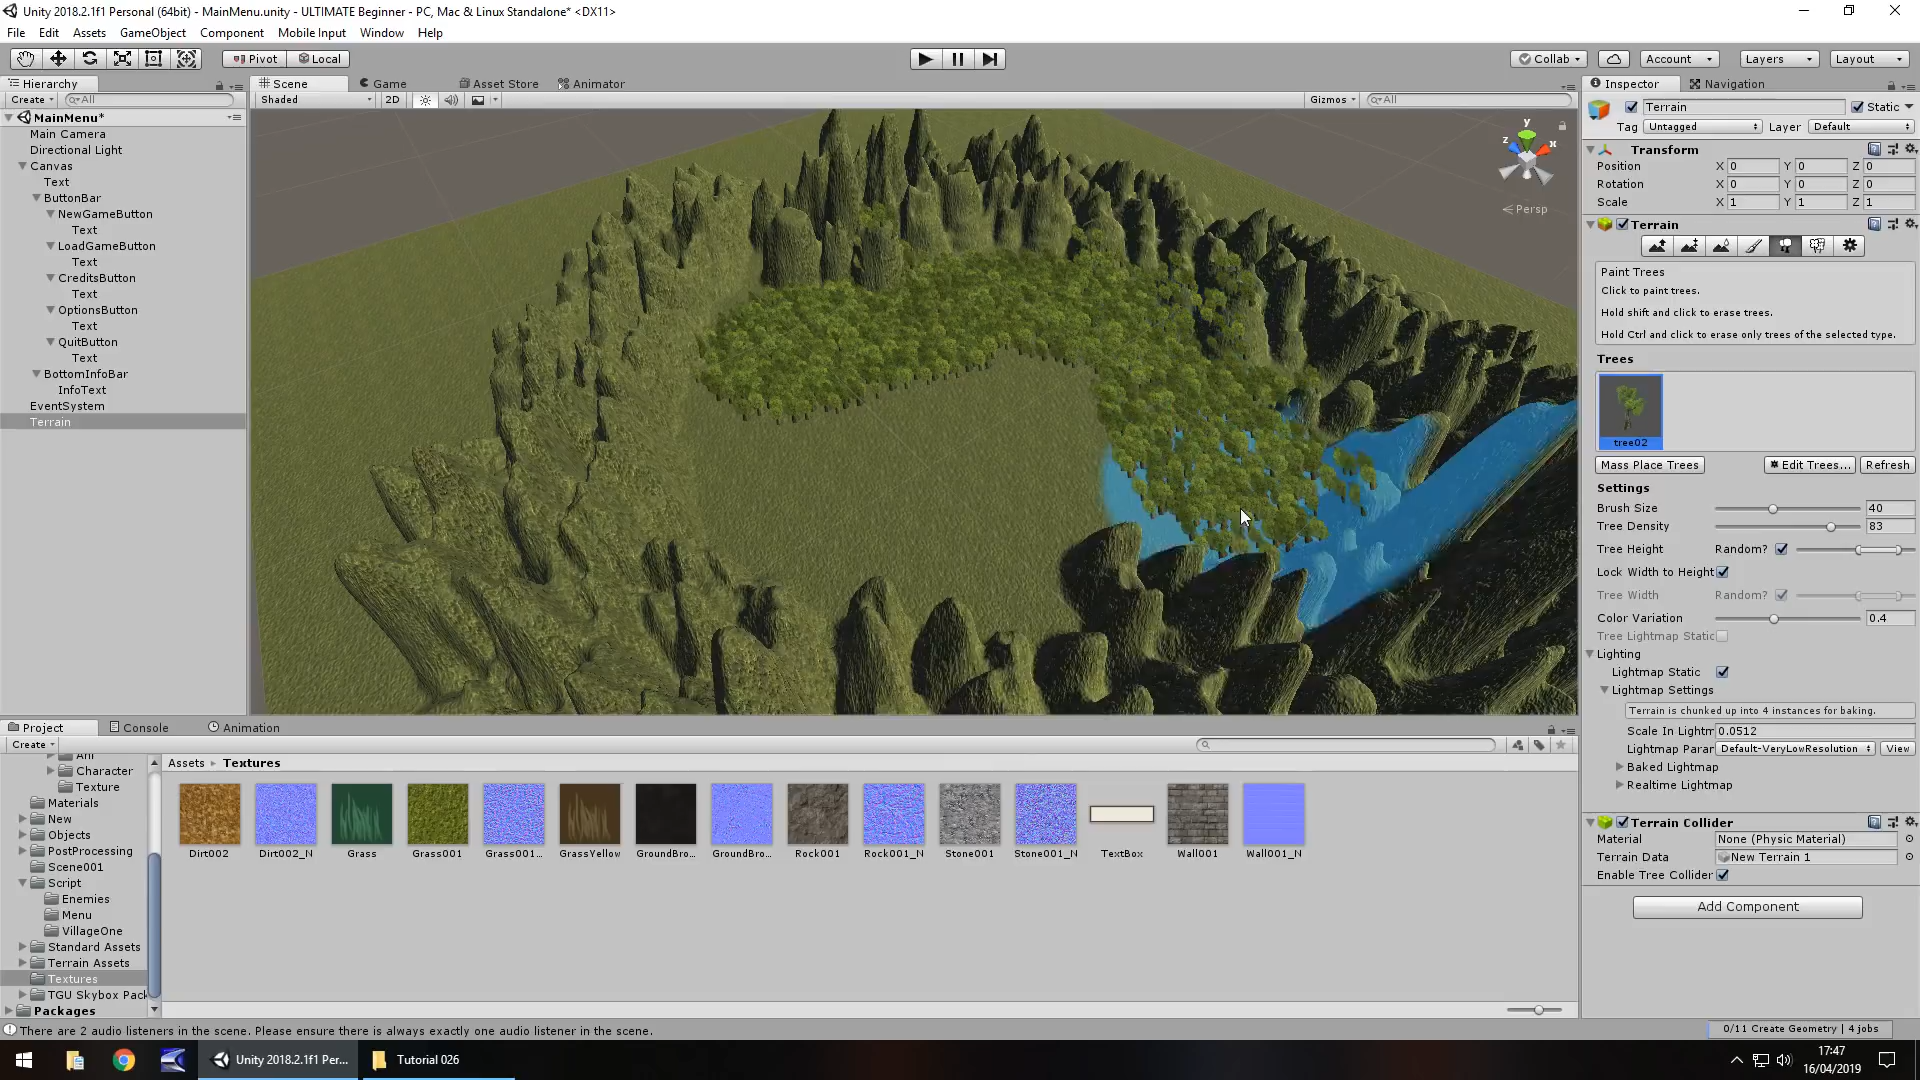 Unity 2018.2.1f1 Personal (64bit) - MainMenu.unity - ULTIMATE Beginner - PC, Mac & Linux Standalone* <DX11>
File Edit Assets GameObject Component Mobile Input Window Help
Pivot Local Collab Account Layers Layout
Hierarchy
Create All
MainMenu*
Main Camera
Directional Light
Canvas
Text
ButtonBar
NewGameButton
Text
LoadGameButton
Text
CreditsButton
Text
OptionsButton
Text
QuitButton
Text
BottomInfoBar
InfoText
EventSystem
Terrain
Scene Game Asset Store Animator
Shaded 2D Gizmos All
y
z x
Persp
Inspector Navigation
Terrain Static
Tag Untagged Layer Default
Transform
Position X 0 Y 0 Z 0
Rotation X 0 Y 0 Z 0
Scale X 1 Y 1 Z 1
Terrain
Paint Trees
Click to paint trees.
Hold shift and click to erase trees.
Hold Ctrl and click to erase only trees of the selected type.
Trees
tree02
Mass Place Trees Edit Trees... Refresh
Settings
Brush Size 40
Tree Density 83
Tree Height Random?
Lock Width to Height
Tree Width Random?
Color Variation 0.4
Tree Lightmap Static
Lighting
Lightmap Static
Lightmap Settings
Terrain is chunked up into 4 instances for baking.
Scale In Lightm 0.0512
Lightmap Parar Default-VeryLowResolution View
Baked Lightmap
Realtime Lightmap
Terrain Collider
Material None (Physic Material)
Terrain Data New Terrain 1
Enable Tree Collider
Add Component
Project Console Animation
Create
Character
Texture
Materials
New
Objects
PostProcessing
Scene001
Script
Enemies
Menu
VillageOne
Standard Assets
Terrain Assets
Textures
TGU Skybox Pack
Packages
Assets Textures
Dirt002 Dirt002_N Grass Grass001 Grass001... GrassYellow GroundBro... GroundBro... Rock001 Rock001_N Stone001 Stone001_N TextBox Wall001 Wall001_N
There are 2 audio listeners in the scene. Please ensure there is always exactly one audio listener in the scene.
0/11 Create Geometry | 4 jobs
Unity 2018.2.1f1 Per... Tutorial 026
17:47
16/04/2019